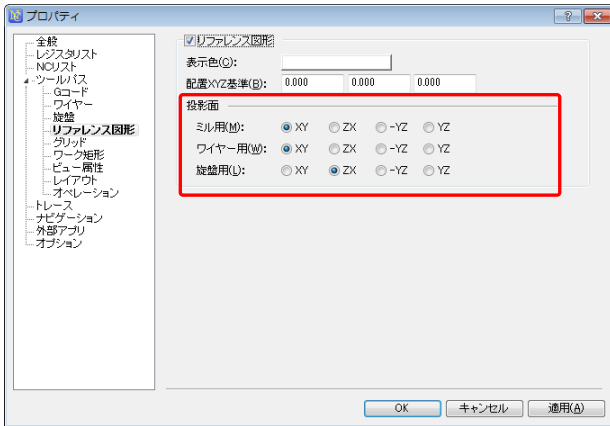 プロパティ
全般
レジスタリスト
NCリスト
ツールパス
Gコード
ワイヤー
旋盤
リファレンス図形
グリッド
ワーク矩形
ビュー属性
レイアウト
オペレーション
トレース
ナビゲーション
外部アプリ
オプション
リファレンス図形
表示色(C):
配置XYZ基準(B): 0.000 0.000 0.000
投影面
ミル用(M): XY ZX -YZ YZ
ワイヤー用(W): XY ZX -YZ YZ
旋盤用(L): XY ZX -YZ YZ
OK キャンセル 適用(A)